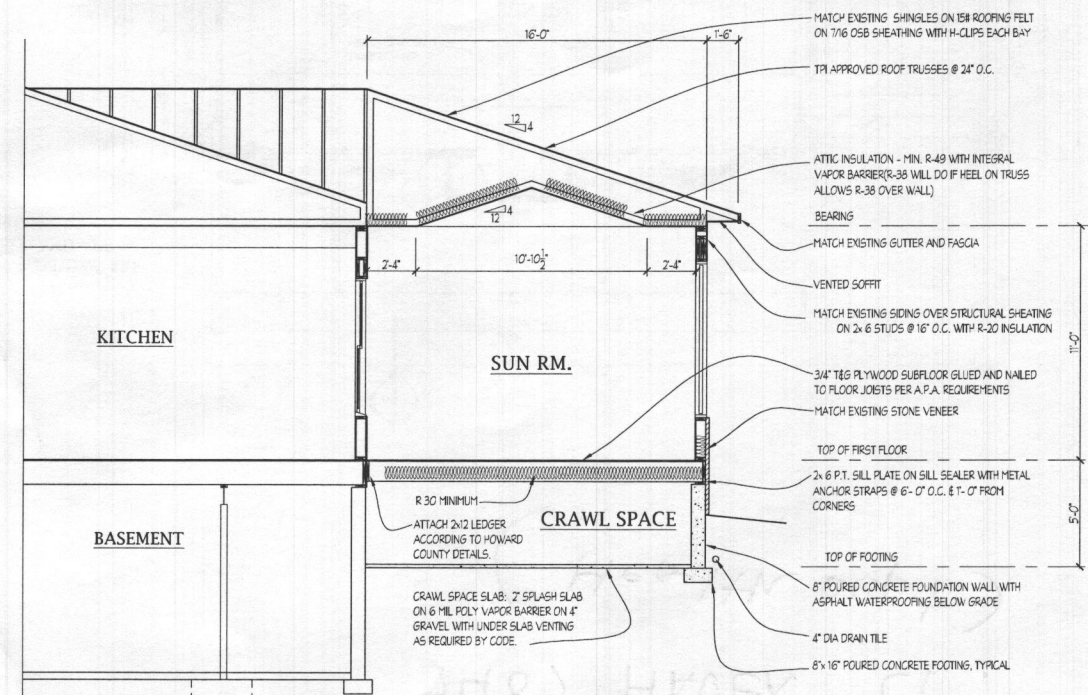 16'-0"
1'-6"
MATCH EXISTING SHINGLES ON 15# ROOFING FELT
ON 7/16 OSB SHEATHING WITH H-CLIPS EACH BAY
TPI APPROVED ROOF TRUSSES @ 24" O.C.
12
4
ATTIC INSULATION - MIN. R-49 WITH INTEGRAL
VAPOR BARRIER(R-38 WILL DO IF HEEL ON TRUSS
ALLOWS R-38 OVER WALL)
4
12
BEARING
MATCH EXISTING GUTTER AND FASCIA
2'-4"
10'-10½"
2'-4"
VENTED SOFFIT
MATCH EXISTING SIDING OVER STRUCTURAL SHEATING
ON 2x 6 STUDS @ 16" O.C. WITH R-20 INSULATION
KITCHEN
SUN RM.
11'-0"
3/4" T&G PLYWOOD SUBFLOOR GLUED AND NAILED
TO FLOOR JOISTS PER A.P.A. REQUIREMENTS
MATCH EXISTING STONE VENEER
TOP OF FIRST FLOOR
2x 6 P.T. SILL PLATE ON SILL SEALER WITH METAL
ANCHOR STRAPS @ 6'- 0" O.C. & 1'- 0" FROM
CORNERS
R 30 MINIMUM
ATTACH 2x12 LEDGER
ACCORDING TO HOWARD
COUNTY DETAILS.
CRAWL SPACE
5'-0"
BASEMENT
TOP OF FOOTING
8" POURED CONCRETE FOUNDATION WALL WITH
ASPHALT WATERPROOFING BELOW GRADE
CRAWL SPACE SLAB: 2" SPLASH SLAB
ON 6 MIL POLY VAPOR BARRIER ON 4"
GRAVEL WITH UNDER SLAB VENTING
AS REQUIRED BY CODE.
4" DIA DRAIN TILE
8"x 16" POURED CONCRETE FOOTING, TYPICAL